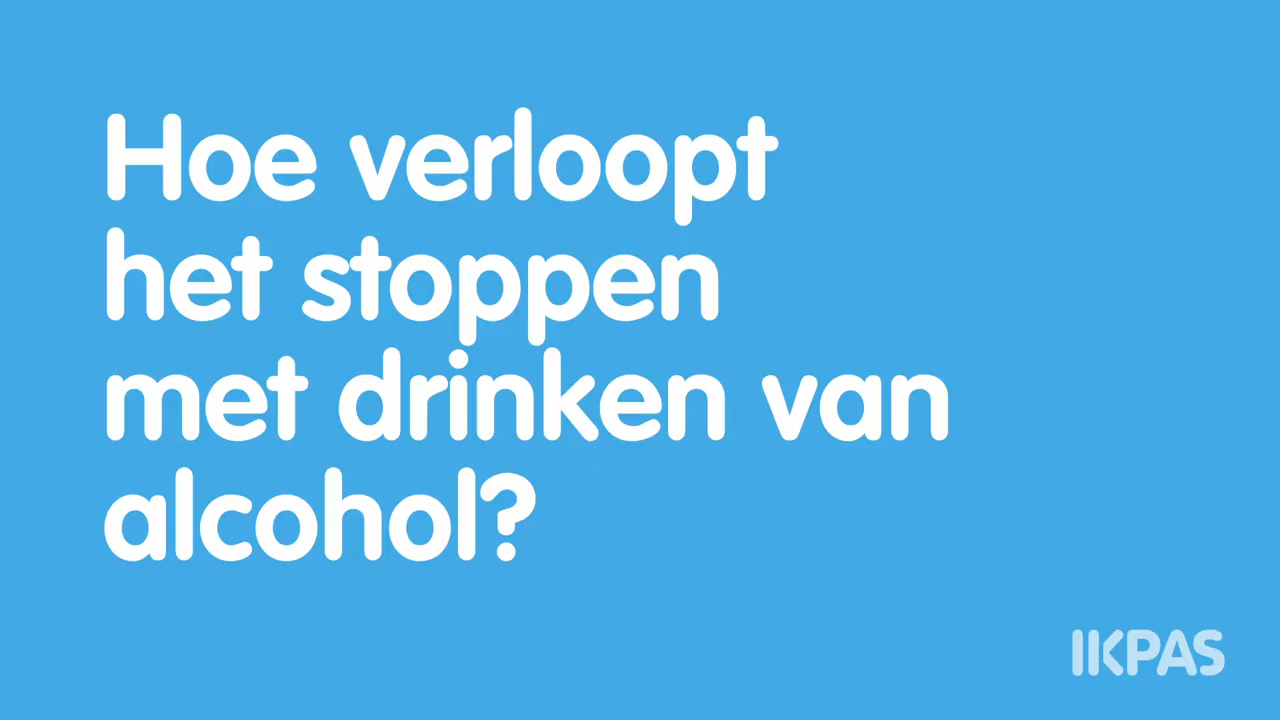 Hoe verloopt
het stoppen
met drinken van
alcohol?
IKPAS